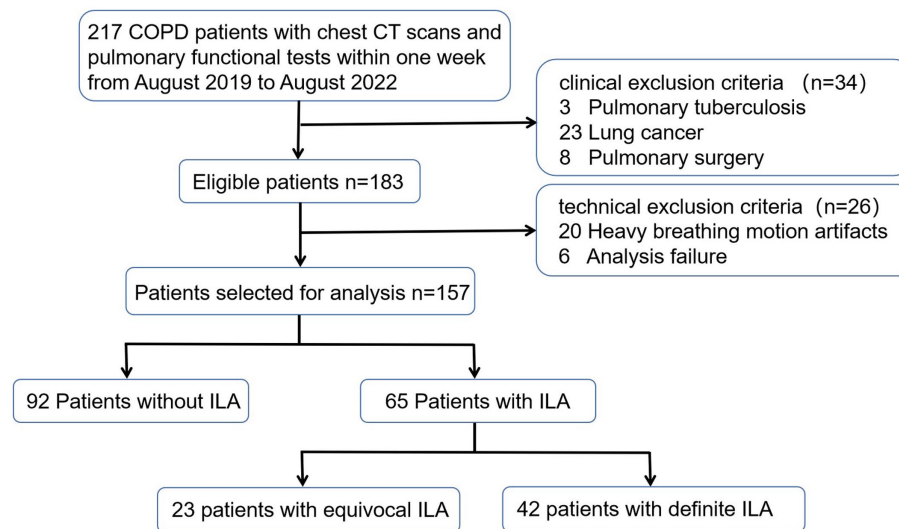 217 COPD patients with chest CT scans and
pulmonary functional tests within one week
from August 2019 to August 2022
clinical exclusion criteria (n=34)
3 Pulmonary tuberculosis
23 Lung cancer
8 Pulmonary surgery
Eligible patients n=183
technical exclusion criteria (n=26)
20 Heavy breathing motion artifacts
6 Analysis failure
Patients selected for analysis n=157
92 Patients without ILA
65 Patients with ILA
23 patients with equivocal ILA
42 patients with definite ILA